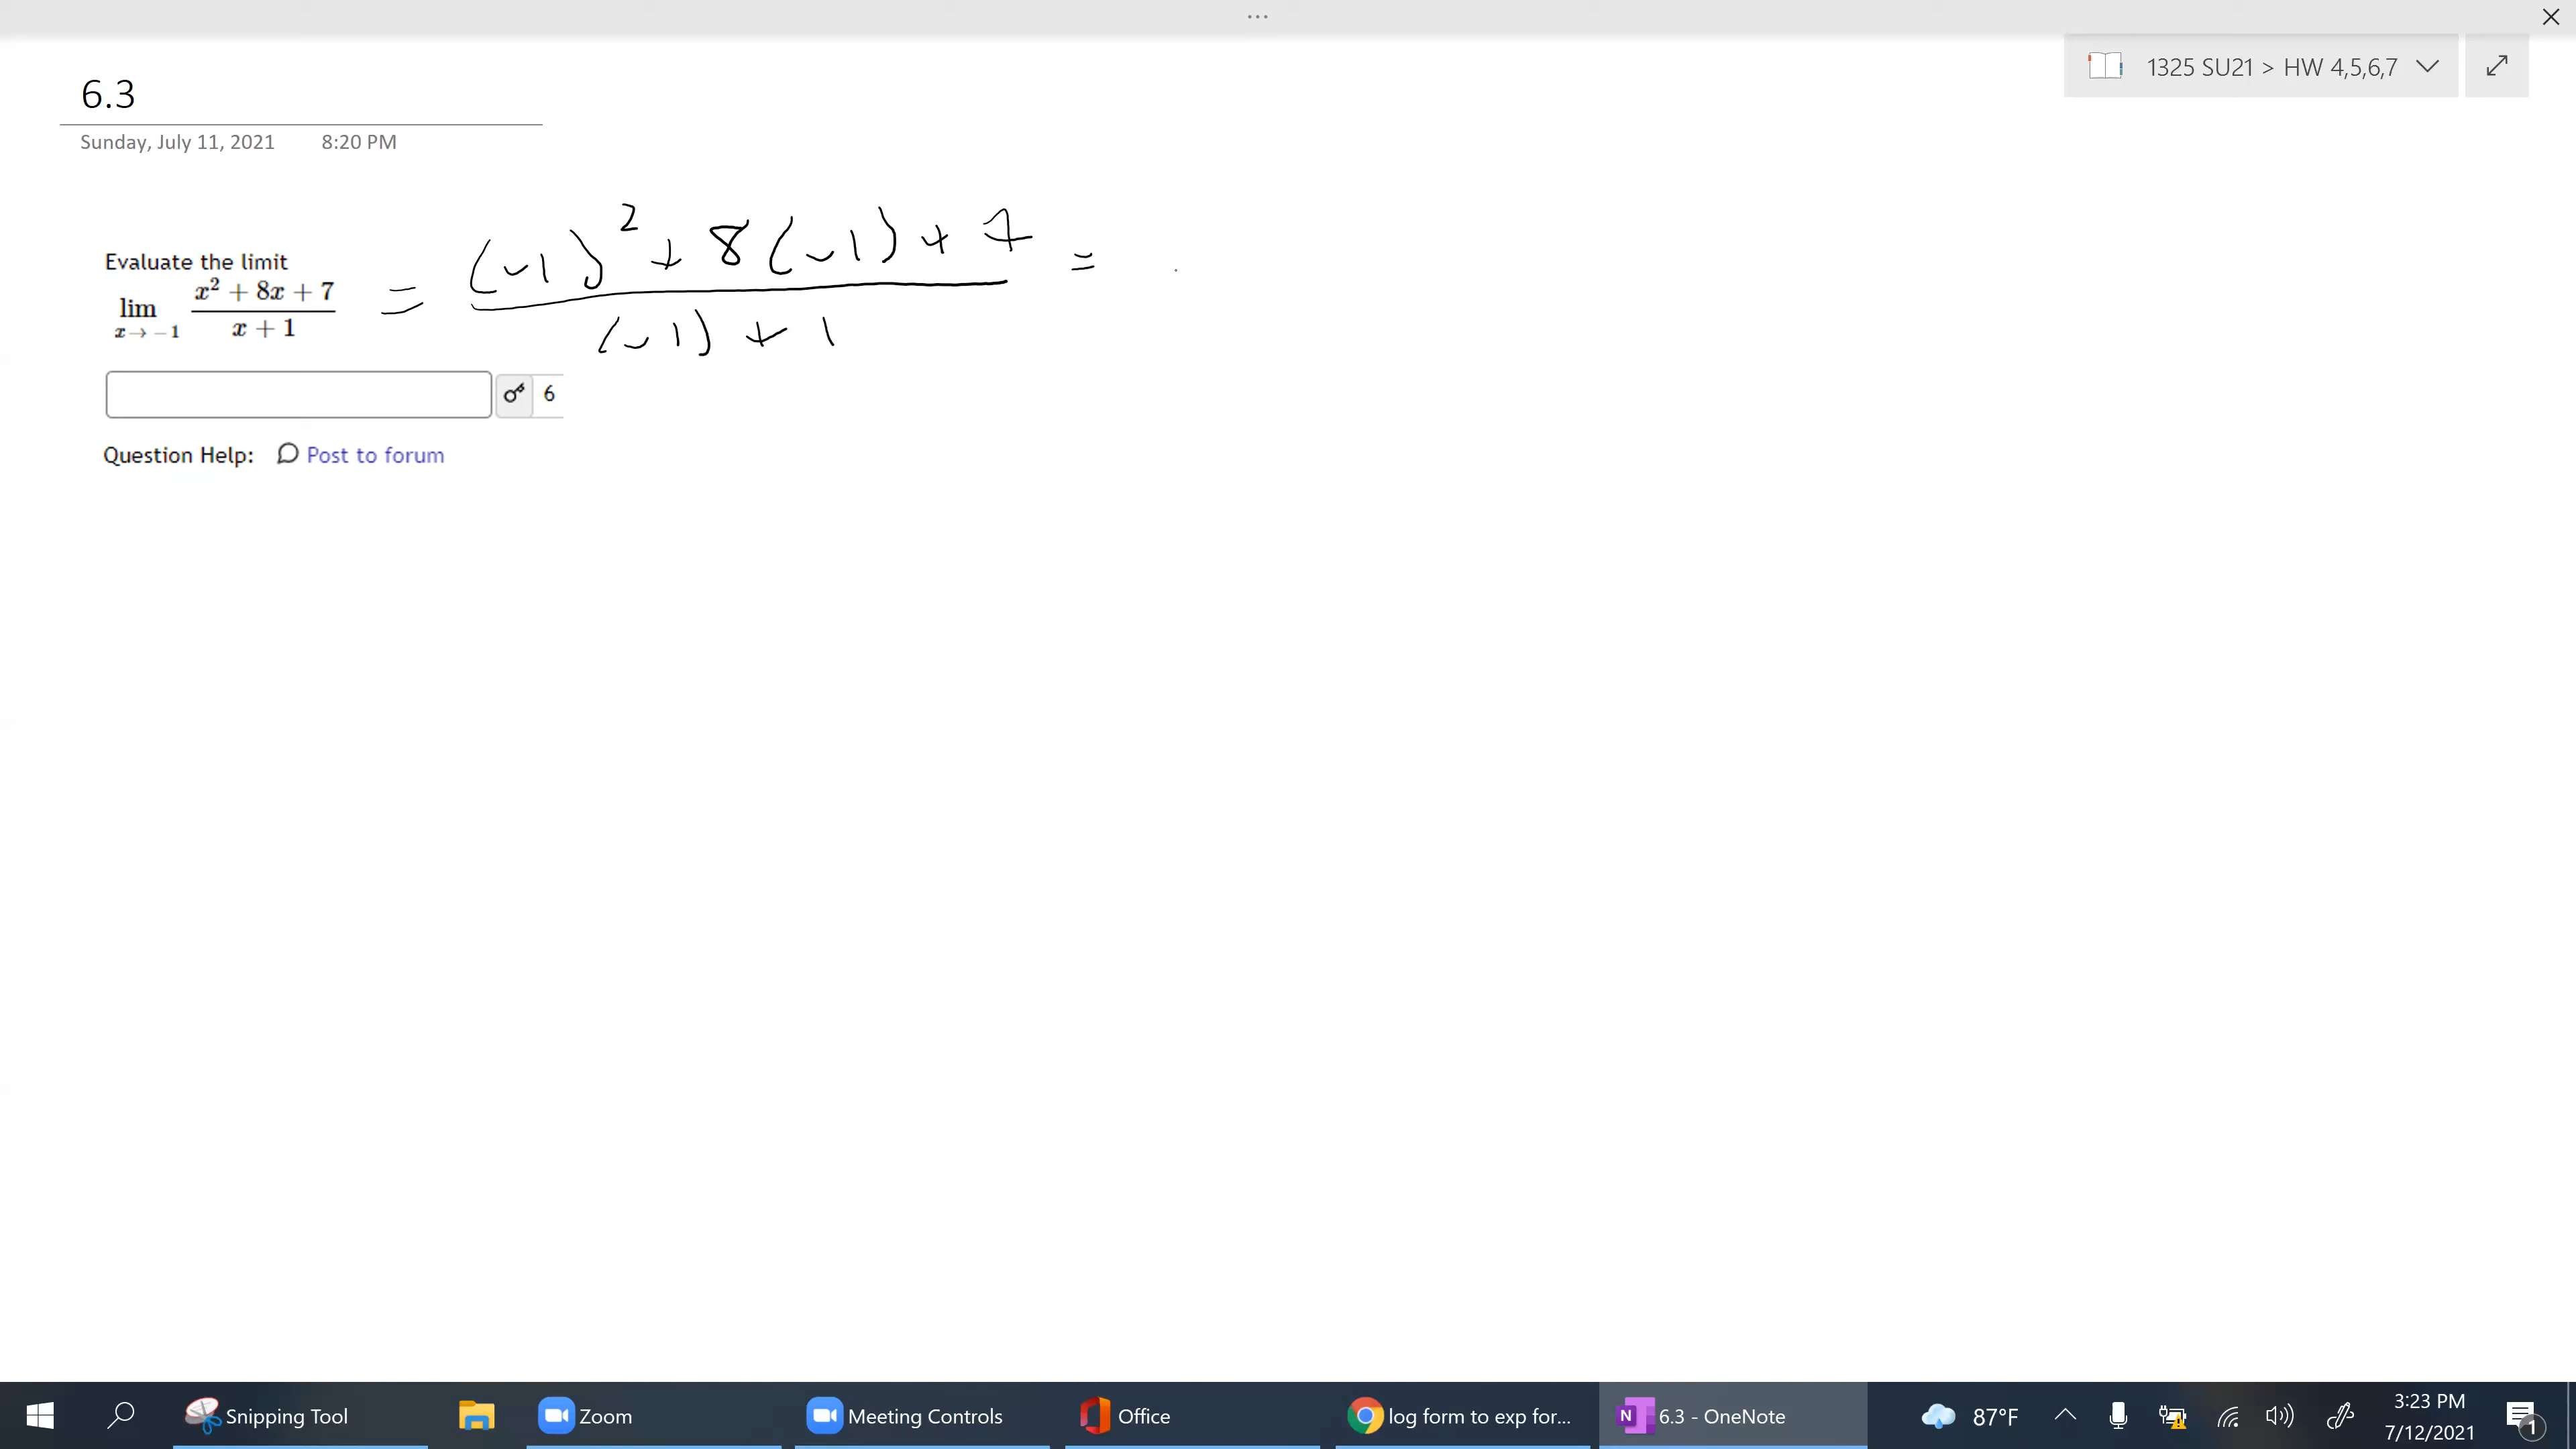 ...
1325 SU21 > HW 4,5,6,7
6.3
Sunday, July 11, 2021 8:20 PM
Evaluate the limit
lim x→ −1 x² + 8x + 7 / x + 1 = (-1)² + 8(-1) + 7 / (-1) + 1 =
6
Question Help: Post to forum
Snipping Tool Zoom Meeting Controls Office log form to exp for... N 6.3 - OneNote 87°F 3:23 PM
7/12/2021 1